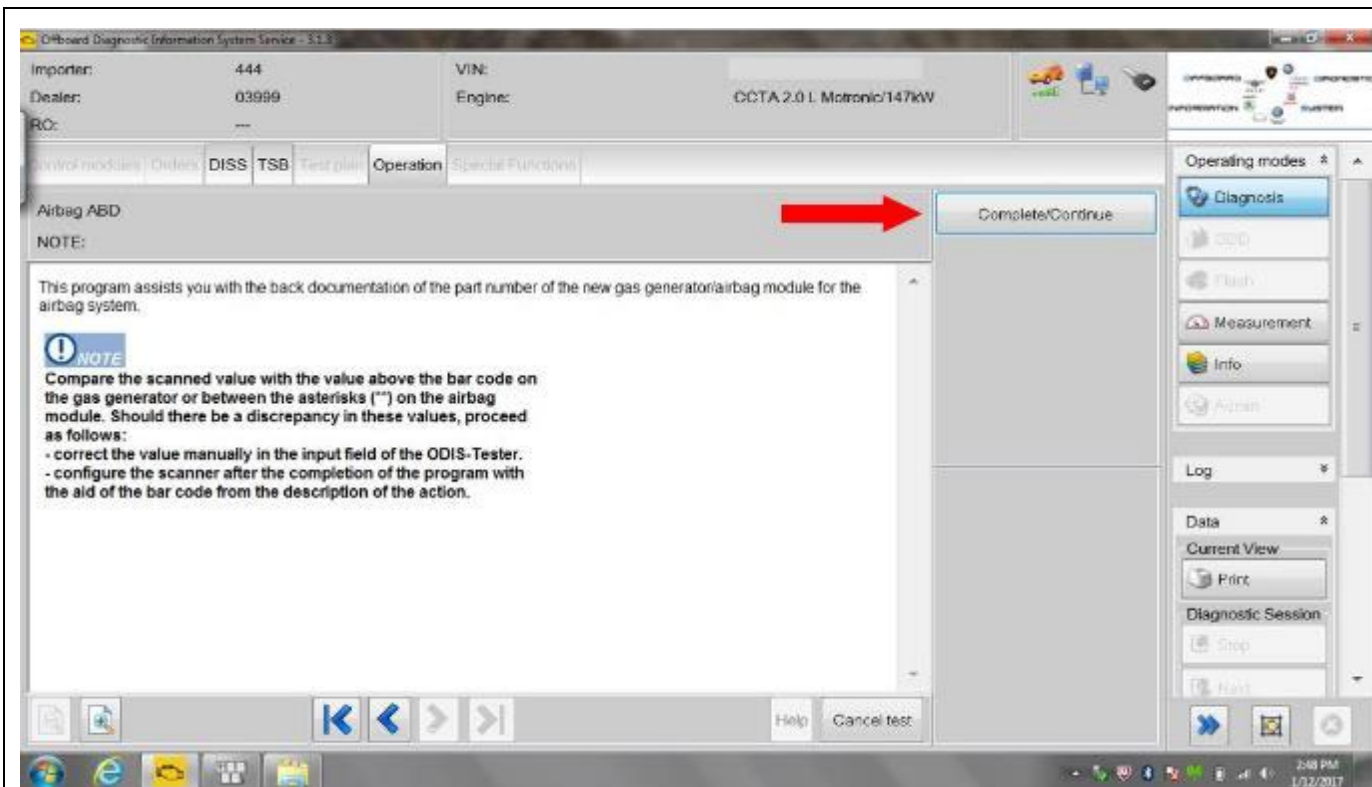 Offboard Diagnostic Information System Service - 3.1.3
Importer: 444 VIN:
Dealer: 03999 Engine: CCTA 2.0 L Motronic/147kW
RO: ---
OFFBOARD DIAGNOSTIC
INFORMATION SYSTEM
Control modules Orders DISS TSB Test plan Operation Special Functions
Airbag ABD
NOTE:
Complete/Continue
This program assists you with the back documentation of the part number of the new gas generator/airbag module for the
airbag system.
NOTE
Compare the scanned value with the value above the bar code on
the gas generator or between the asterisks ("") on the airbag
module. Should there be a discrepancy in these values, proceed
as follows:
- correct the value manually in the input field of the ODIS-Tester.
- configure the scanner after the completion of the program with
the aid of the bar code from the description of the action.
Help Cancel test
Operating modes
Diagnosis
OBD
Flash
Measurement
Info
Admin
Log
Data
Current View
Print
Diagnostic Session
Stop
Next
2:48 PM
1/12/2017